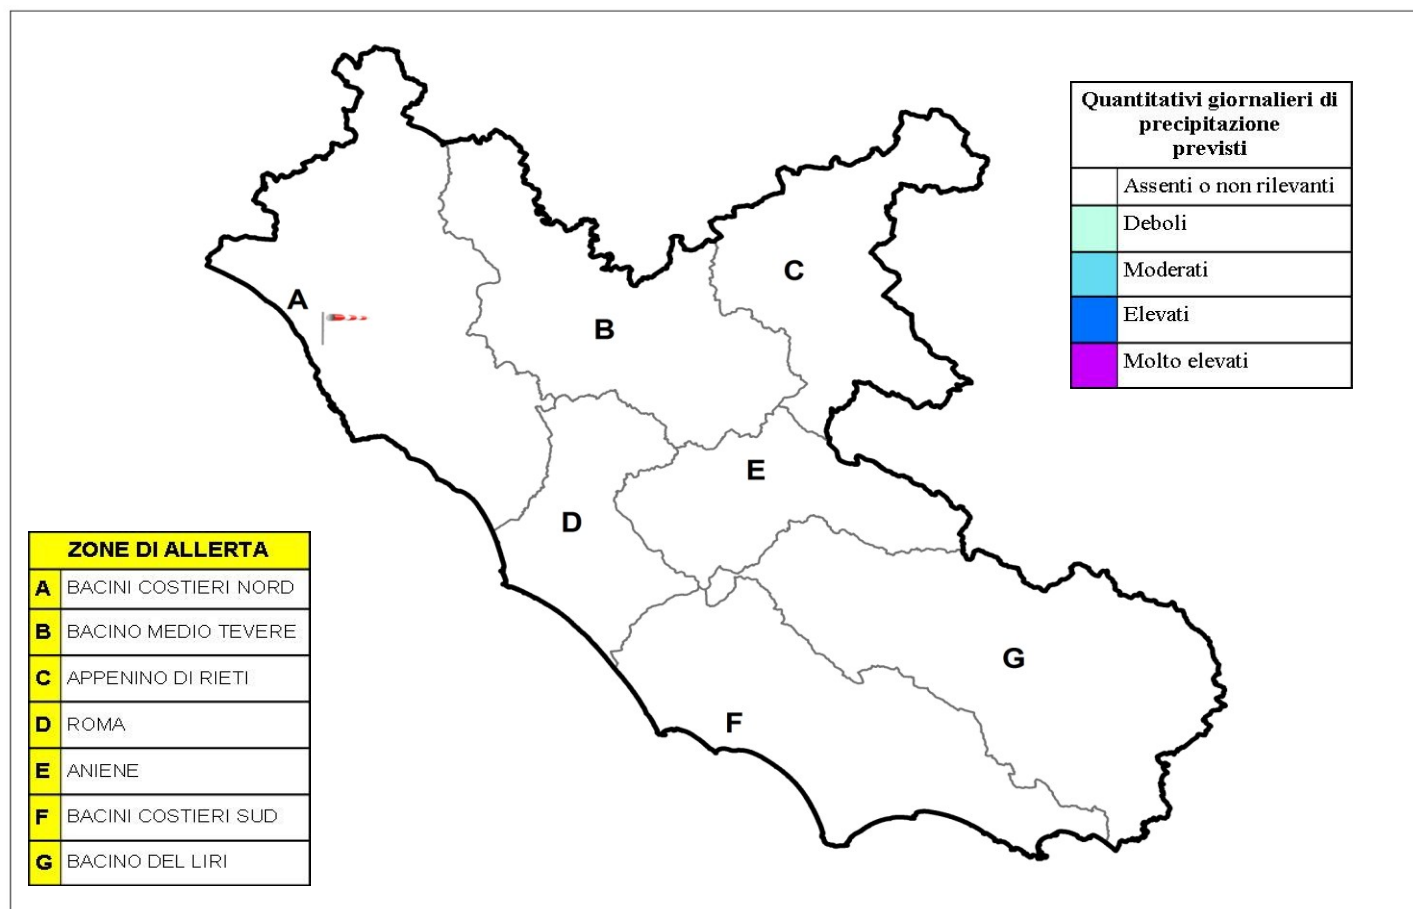 Quantitativi giornalieri di
precipitazione
previsti
Assenti o non rilevanti
Deboli
Moderati
Elevati
Molto elevati
A
B
C
D
E
F
G
ZONE DI ALLERTA
A BACINI COSTIERI NORD
B BACINO MEDIO TEVERE
C APPENINO DI RIETI
D ROMA
E ANIENE
F BACINI COSTIERI SUD
G BACINO DEL LIRI